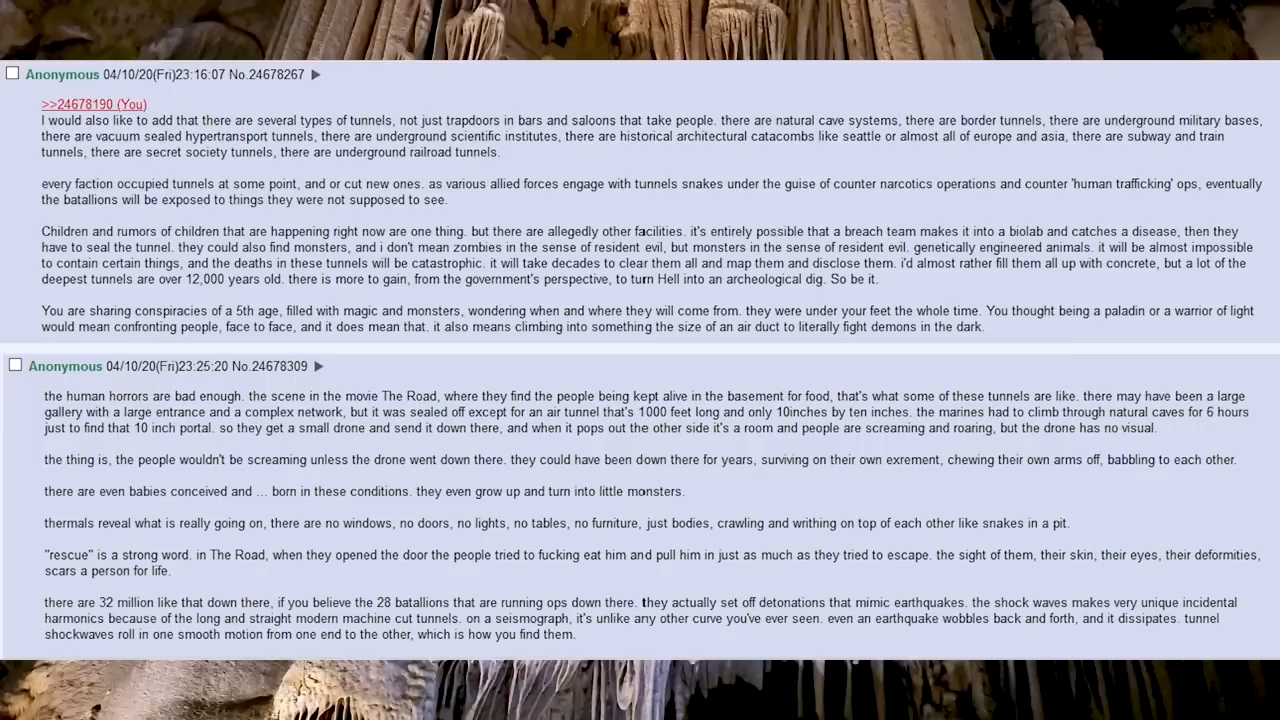 Anonymous 04/10/20(Fri)23:16:07 No.24678267 ▶
>>24678190 (You)
I would also like to add that there are several types of tunnels, not just trapdoors in bars and saloons that take people. there are natural cave systems, there are border tunnels, there are underground military bases,
there are vacuum sealed hypertransport tunnels, there are underground scientific institutes, there are historical architectural catacombs like seattle or almost all of europe and asia, there are subway and train
tunnels, there are secret society tunnels, there are underground railroad tunnels.
every faction occupied tunnels at some point, and or cut new ones. as various allied forces engage with tunnels snakes under the guise of counter narcotics operations and counter 'human trafficking' ops, eventually
the batallions will be exposed to things they were not supposed to see.
Children and rumors of children that are happening right now are one thing. but there are allegedly other facilities. it's entirely possible that a breach team makes it into a biolab and catches a disease, then they
have to seal the tunnel. they could also find monsters, and i don't mean zombies in the sense of resident evil, but monsters in the sense of resident evil. genetically engineered animals. it will be almost impossible
to contain certain things, and the deaths in these tunnels will be catastrophic. it will take decades to clear them all and map them and disclose them. i'd almost rather fill them all up with concrete, but a lot of the
deepest tunnels are over 12,000 years old. there is more to gain, from the government's perspective, to turn Hell into an archeological dig. So be it.
You are sharing conspiracies of a 5th age, filled with magic and monsters, wondering when and where they will come from. they were under your feet the whole time. You thought being a paladin or a warrior of light
would mean confronting people, face to face, and it does mean that. it also means climbing into something the size of an air duct to literally fight demons in the dark.
Anonymous 04/10/20(Fri)23:25:20 No.24678309 ▶
the human horrors are bad enough. the scene in the movie The Road, where they find the people being kept alive in the basement for food, that's what some of these tunnels are like. there may have been a large
gallery with a large entrance and a complex network, but it was sealed off except for an air tunnel that's 1000 feet long and only 10inches by ten inches. the marines had to climb through natural caves for 6 hours
just to find that 10 inch portal. so they get a small drone and send it down there, and when it pops out the other side it's a room and people are screaming and roaring, but the drone has no visual.
the thing is, the people wouldn't be screaming unless the drone went down there. they could have been down there for years, surviving on their own exrement, chewing their own arms off, babbling to each other.
there are even babies conceived and ... born in these conditions. they even grow up and turn into little monsters.
thermals reveal what is really going on, there are no windows, no doors, no lights, no tables, no furniture, just bodies, crawling and writhing on top of each other like snakes in a pit.
"rescue" is a strong word. in The Road, when they opened the door the people tried to fucking eat him and pull him in just as much as they tried to escape. the sight of them, their skin, their eyes, their deformities,
scars a person for life.
there are 32 million like that down there, if you believe the 28 batallions that are running ops down there. they actually set off detonations that mimic earthquakes. the shock waves makes very unique incidental
harmonics because of the long and straight modern machine cut tunnels. on a seismograph, it's unlike any other curve you've ever seen. even an earthquake wobbles back and forth, and it dissipates. tunnel
shockwaves roll in one smooth motion from one end to the other, which is how you find them.